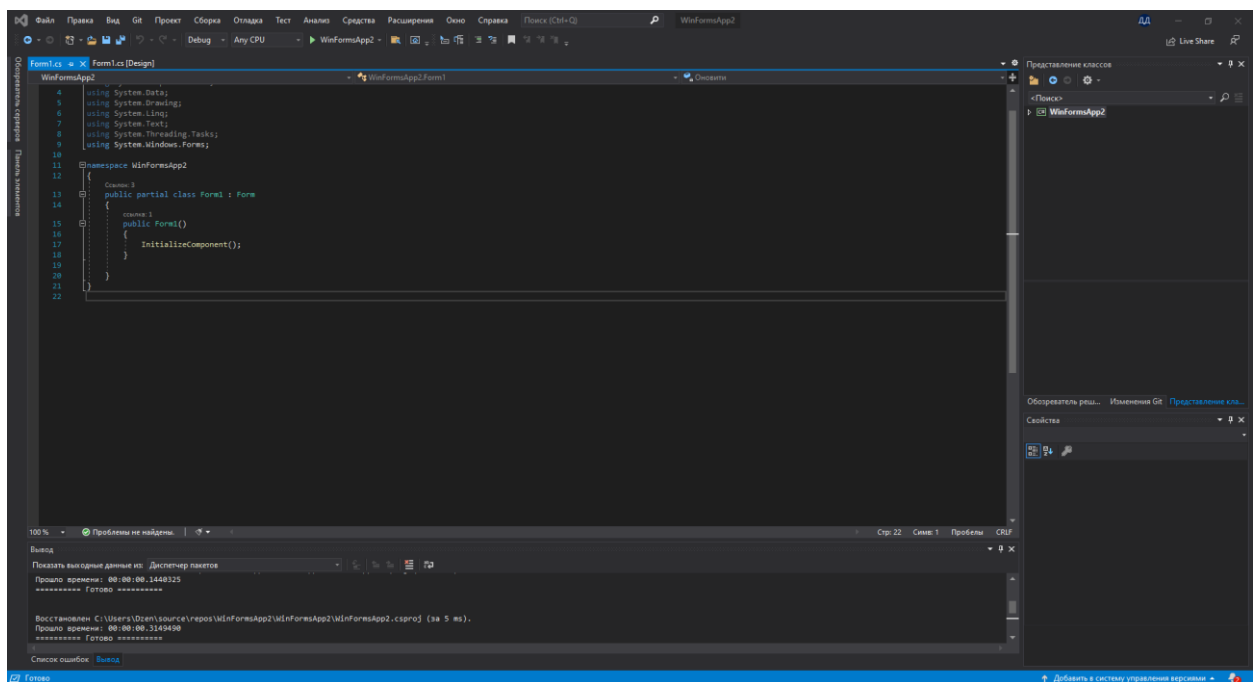 Файл Правка Вид Git Проект Сборка Отладка Тест Анализ Средства Расширения Окно Справка Поиск (Ctrl+Q) WinFormsApp2 ДД
Debug Any CPU WinFormsApp2 Live Share
Обозреватель серверов
Панель элементов
Form1.cs Form1.cs [Design]
WinFormsApp2 WinFormsApp2.Form1 Оновити
4 using System.Data;
5 using System.Drawing;
6 using System.Linq;
7 using System.Text;
8 using System.Threading.Tasks;
9 using System.Windows.Forms;
10
11 namespace WinFormsApp2
12 {
Ссылок: 3
13 public partial class Form1 : Form
14 {
ссылка: 1
15 public Form1()
16 {
17 InitializeComponent();
18 }
19
20 }
21 }
22
100 % Проблемы не найдены. Стр: 22 Симв: 1 Пробелы CRLF
Вывод
Показать выходные данные из: Диспетчер пакетов
Прошло времени: 00:00:00.1440325
========== Готово ==========
Восстановлен C:\Users\Dzen\source\repos\WinFormsApp2\WinFormsApp2\WinFormsApp2.csproj (за 5 ms).
Прошло времени: 00:00:00.3149490
========== Готово ==========
Список ошибок Вывод
Представление классов
<Поиск>
WinFormsApp2
Обозреватель реш... Изменения Git Представление кла...
Свойства
Готово Добавить в систему управления версиями